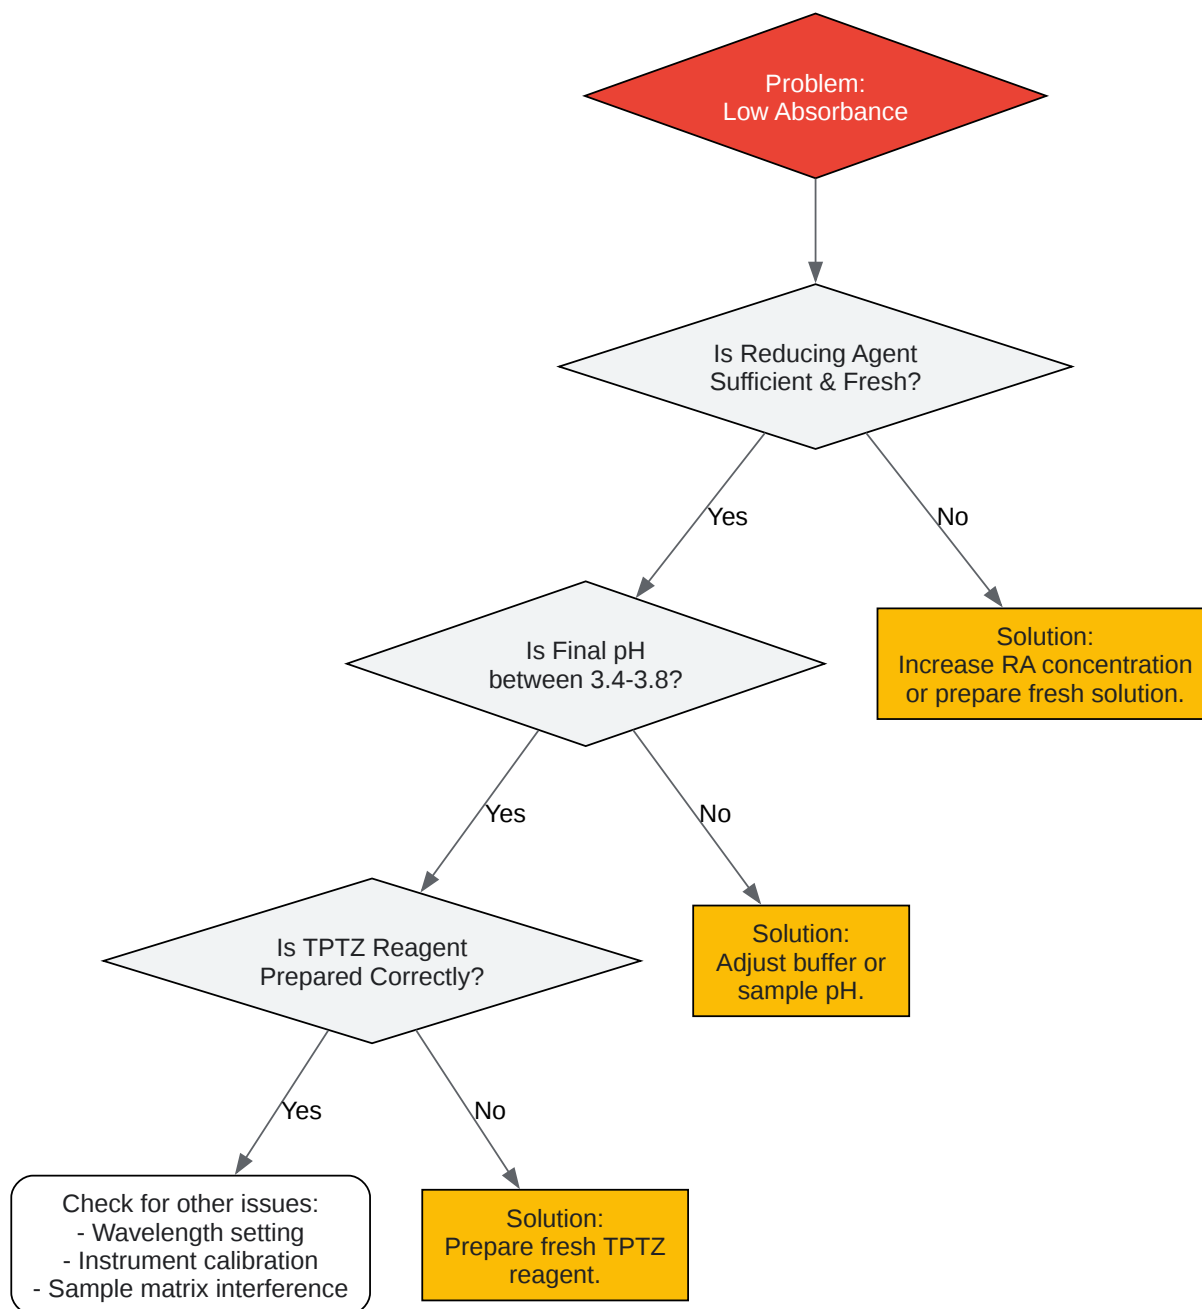 Problem:
Low Absorbance
Is Reducing Agent
Sufficient & Fresh?
Yes
No
Is Final pH
between 3.4-3.8?
Solution:
Increase RA concentration
or prepare fresh solution.
Yes
No
Is TPTZ Reagent
Prepared Correctly?
Solution:
Adjust buffer or
sample pH.
Yes
No
Check for other issues:
- Wavelength setting
- Instrument calibration
- Sample matrix interference
Solution:
Prepare fresh TPTZ
reagent.